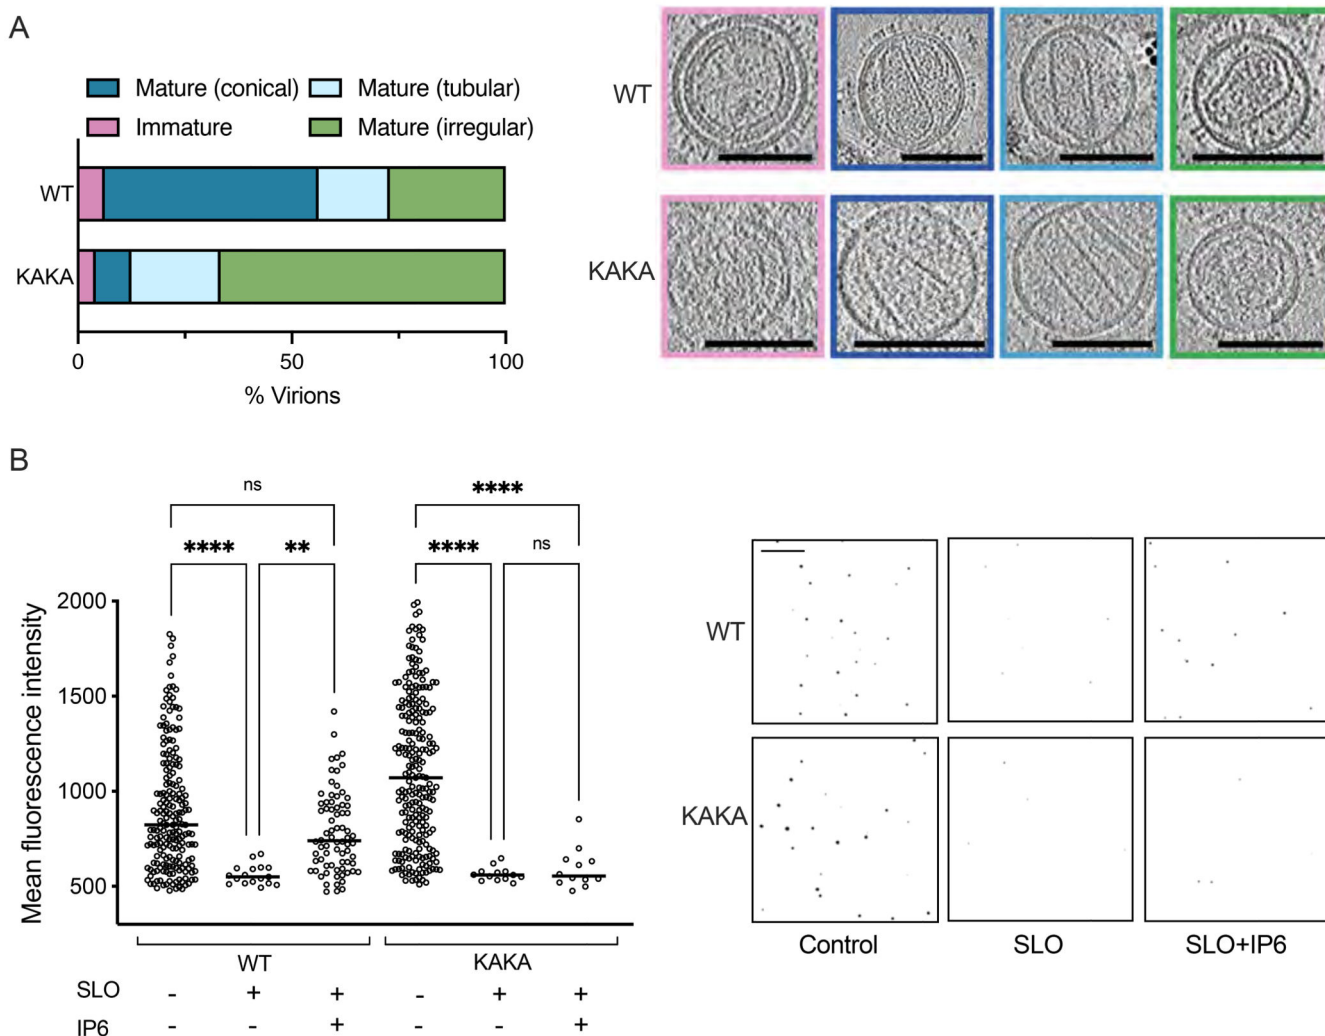 A
Mature (conical) Mature (tubular)
Immature Mature (irregular)
WT
KAKA
0 50 100
% Virions
WT
KAKA
B
ns ****
**** ** **** ns
Mean fluorescence intensity
2000
1500
1000
500
WT KAKA
SLO - + + - + +
IP6 - - + - - +
WT
KAKA
Control SLO SLO+IP6